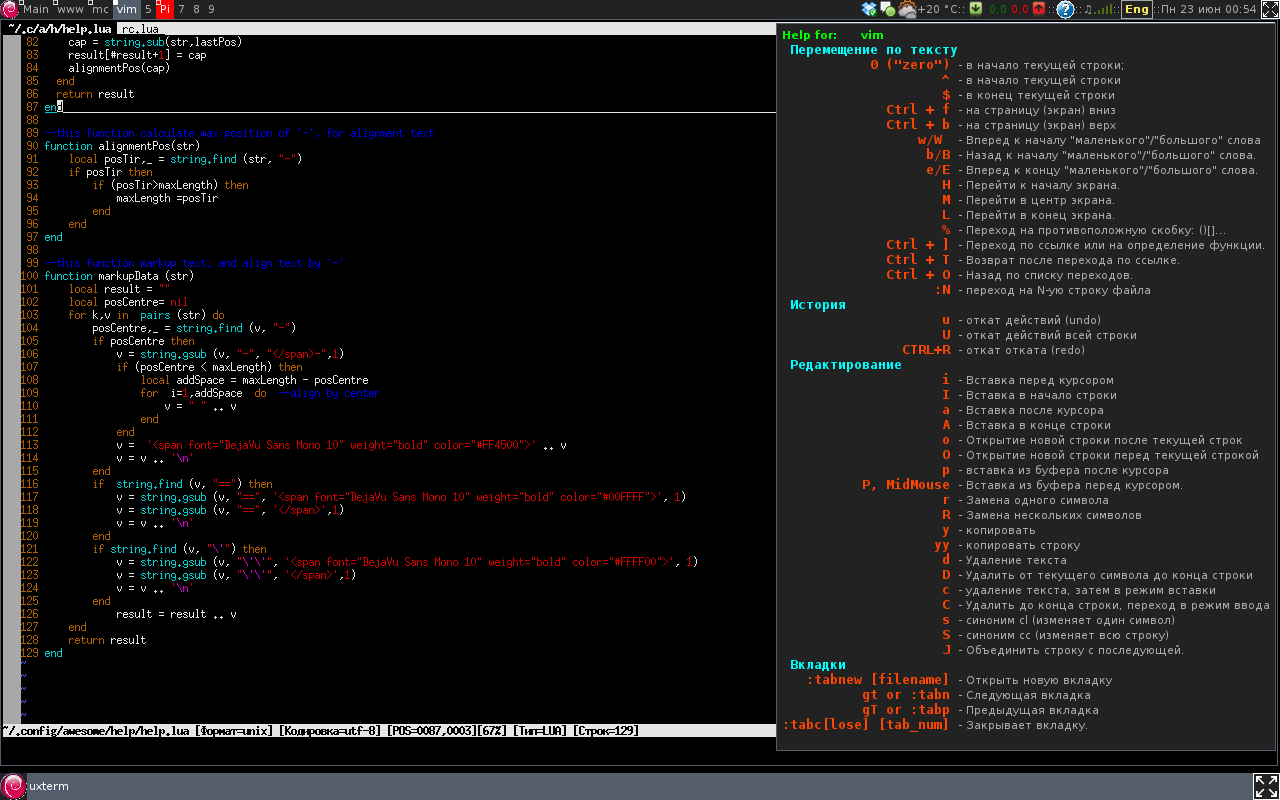 Main www mc vim 5 Pi 7 8 9
+20 °C:: 0,0 0,0 :: :: Eng ::Пн 23 июн 00:54
~/.c/a/h/help.lua rc.lua
82 cap = string.sub(str,lastPos)
83 result[#result+1] = cap
84 alignmentPos(cap)
85 end
86 return result
87 end
88
89 --this function calculate max position of '-', for alignment text
90 function alignmentPos(str)
91 local posTir,_ = string.find (str, "-")
92 if posTir then
93 if (posTir>maxLength) then
94 maxLength =posTir
95 end
96 end
97 end
98
99 --this function markup text, and align text by '-'
100 function markupData (str)
101 local result = ""
102 local posCentre= nil
103 for k,v in pairs (str) do
104 posCentre,_ = string.find (v, "-")
105 if posCentre then
106 v = string.gsub (v, "-", "</span>-",1)
107 if (posCentre < maxLength) then
108 local addSpace = maxLength - posCentre
109 for i=1,addSpace do --align by center
110 v = " " .. v
111 end
112 end
113 v = '<span font="DejaVu Sans Mono 10" weight="bold" color="#FF4500">' .. v
114 v = v .. '\n'
115 end
116 if string.find (v, "==") then
117 v = string.gsub (v, "==", '<span font="DejaVu Sans Mono 10" weight="bold" color="#00FFFF">', 1)
118 v = string.gsub (v, "==", '</span>',1)
119 v = v .. '\n'
120 end
121 if string.find (v, "\'") then
122 v = string.gsub (v, "\'\'", '<span font="DejaVu Sans Mono 10" weight="bold" color="#FFFF00">', 1)
123 v = string.gsub (v, "\'\'", '</span>',1)
124 v = v .. '\n'
125 end
126 result = result .. v
127 end
128 return result
129 end
~
~
~
~
~
~/.config/awesome/help/help.lua [Формат=unix] [Кодировка=utf-8] [POS=0087,0003][67%] [Тип=LUA] [Строк=129]
Help for: vim
Перемещение по тексту
0 ("zero") - в начало текущей строки;
^ - в начало текущей строки
$ - в конец текущей строки
Ctrl + f - на страницу (экран) вниз
Ctrl + b - на страницу (экран) верх
w/W - Вперед к началу "маленького"/"большого" слова
b/B - Назад к началу "маленького"/"большого" слова.
e/E - Вперед к концу "маленького"/"большого" слова.
H - Перейти к началу экрана.
M - Перейти в центр экрана.
L - Перейти в конец экрана.
% - Переход на противоположную скобку: ()[]...
Ctrl + ] - Переход по ссылке или на определение функции.
Ctrl + T - Возврат после перехода по ссылке.
Ctrl + O - Назад по списку переходов.
:N - переход на N-ую строку файла
История
u - откат действий (undo)
U - откат действий всей строки
CTRL+R - откат отката (redo)
Редактирование
i - Вставка перед курсором
I - Вставка в начало строки
a - Вставка после курсора
A - Вставка в конце строки
o - Открытие новой строки после текущей строк
O - Открытие новой строки перед текущей строкой
p - вставка из буфера после курсора
P, MidMouse - Вставка из буфера перед курсором.
r - Замена одного символа
R - Замена нескольких символов
y - копировать
yy - копировать строку
d - Удаление текста
D - Удалить от текущего символа до конца строки
c - удаление текста, затем в режим вставки
C - Удалить до конца строки, переход в режим ввода
s - синоним cl (изменяет один символ)
S - синоним cc (изменяет всю строку)
J - Объединить строку с последующей.
Вкладки
:tabnew [filename] - Открыть новую вкладку
gt or :tabn - Следующая вкладка
gT or :tabp - Предыдущая вкладка
:tabc[lose] [tab_num] - Закрывает вкладку.
uxterm